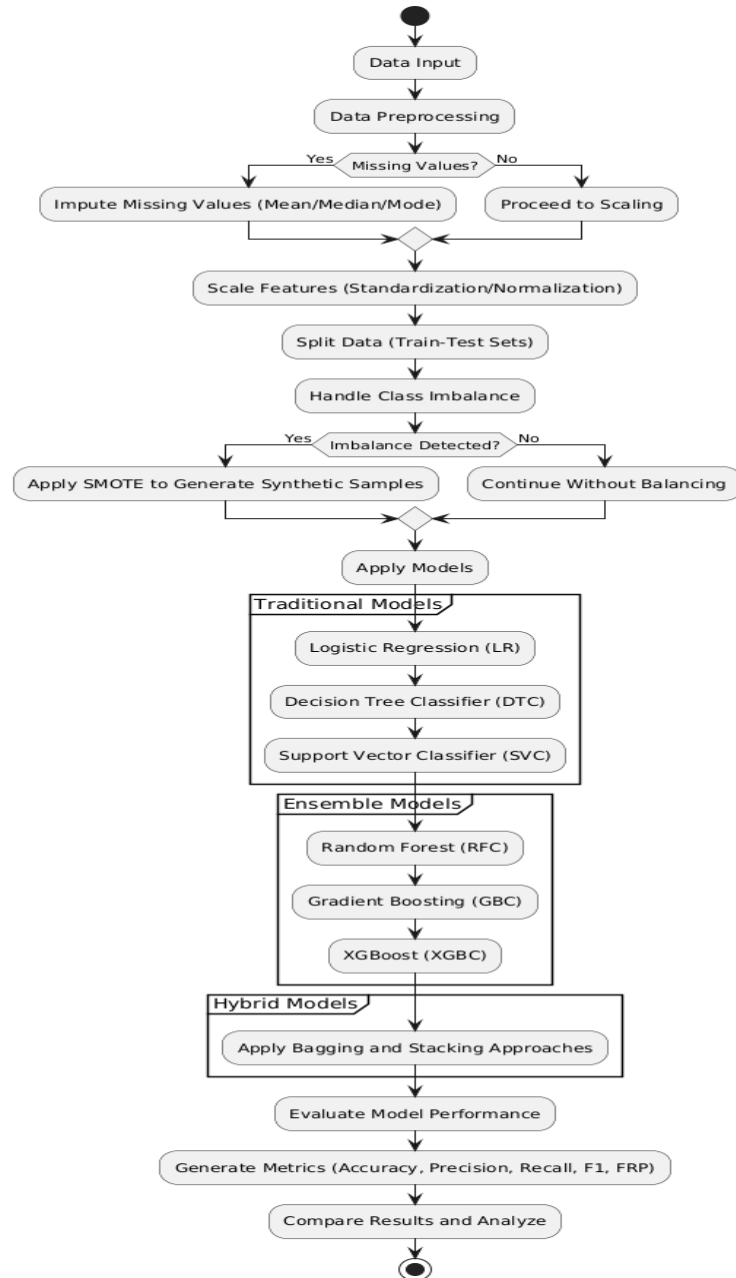 Data Input
Data Preprocessing
Yes
Missing Values?
No
Impute Missing Values (Mean/Median/Mode)
Proceed to Scaling
Scale Features (Standardization/Normalization)
Split Data (Train-Test Sets)
Handle Class Imbalance
Yes
Imbalance Detected?
No
Apply SMOTE to Generate Synthetic Samples
Continue Without Balancing
Apply Models
Traditional Models
Logistic Regression (LR)
Decision Tree Classifier (DTC)
Support Vector Classifier (SVC)
Ensemble Models
Random Forest (RFC)
Gradient Boosting (GBC)
XGBoost (XGBC)
Hybrid Models
Apply Bagging and Stacking Approaches
Evaluate Model Performance
Generate Metrics (Accuracy, Precision, Recall, F1, FRP)
Compare Results and Analyze